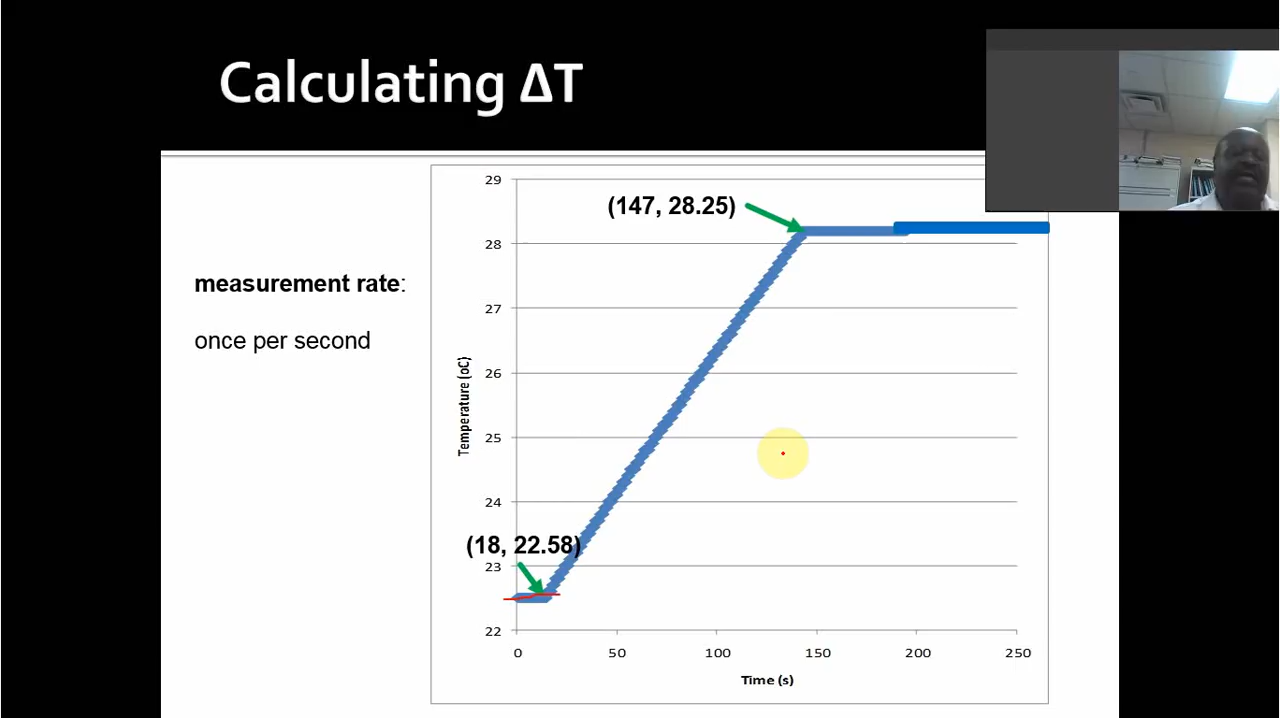 Calculating ΔT
measurement rate:
once per second
(147, 28.25)
(18, 22.58)
29
28
27
26
25
24
23
22
Temperature (oC)
0 50 100 150 200 250
Time (s)